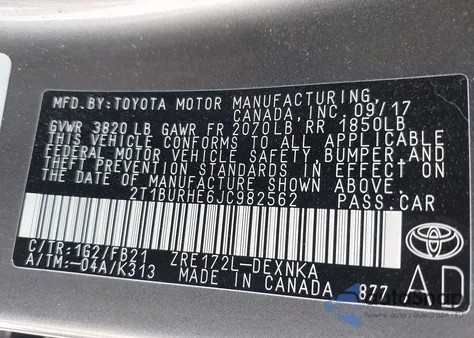 MFD.BY:TOYOTA MOTOR MANUFACTURING,
CANADA, INC. 09/17
GVWR 3820 LB GAWR FR 2070LB RR 1850LB
THIS VEHICLE CONFORMS TO ALL APPLICABLE
FEDERAL MOTOR VEHICLE SAFETY, BUMPER, AND
THEFT PREVENTION STANDARDS IN EFFECT ON
THE DATE OF MANUFACTURE SHOWN ABOVE.
2T1BURHE6JC982562 PASS.CAR
C/TR:1G2/FB21 ZRE172L-DEXNKA
A/TM:-04A/K313 MADE IN CANADA 877
AD
AutoSnap